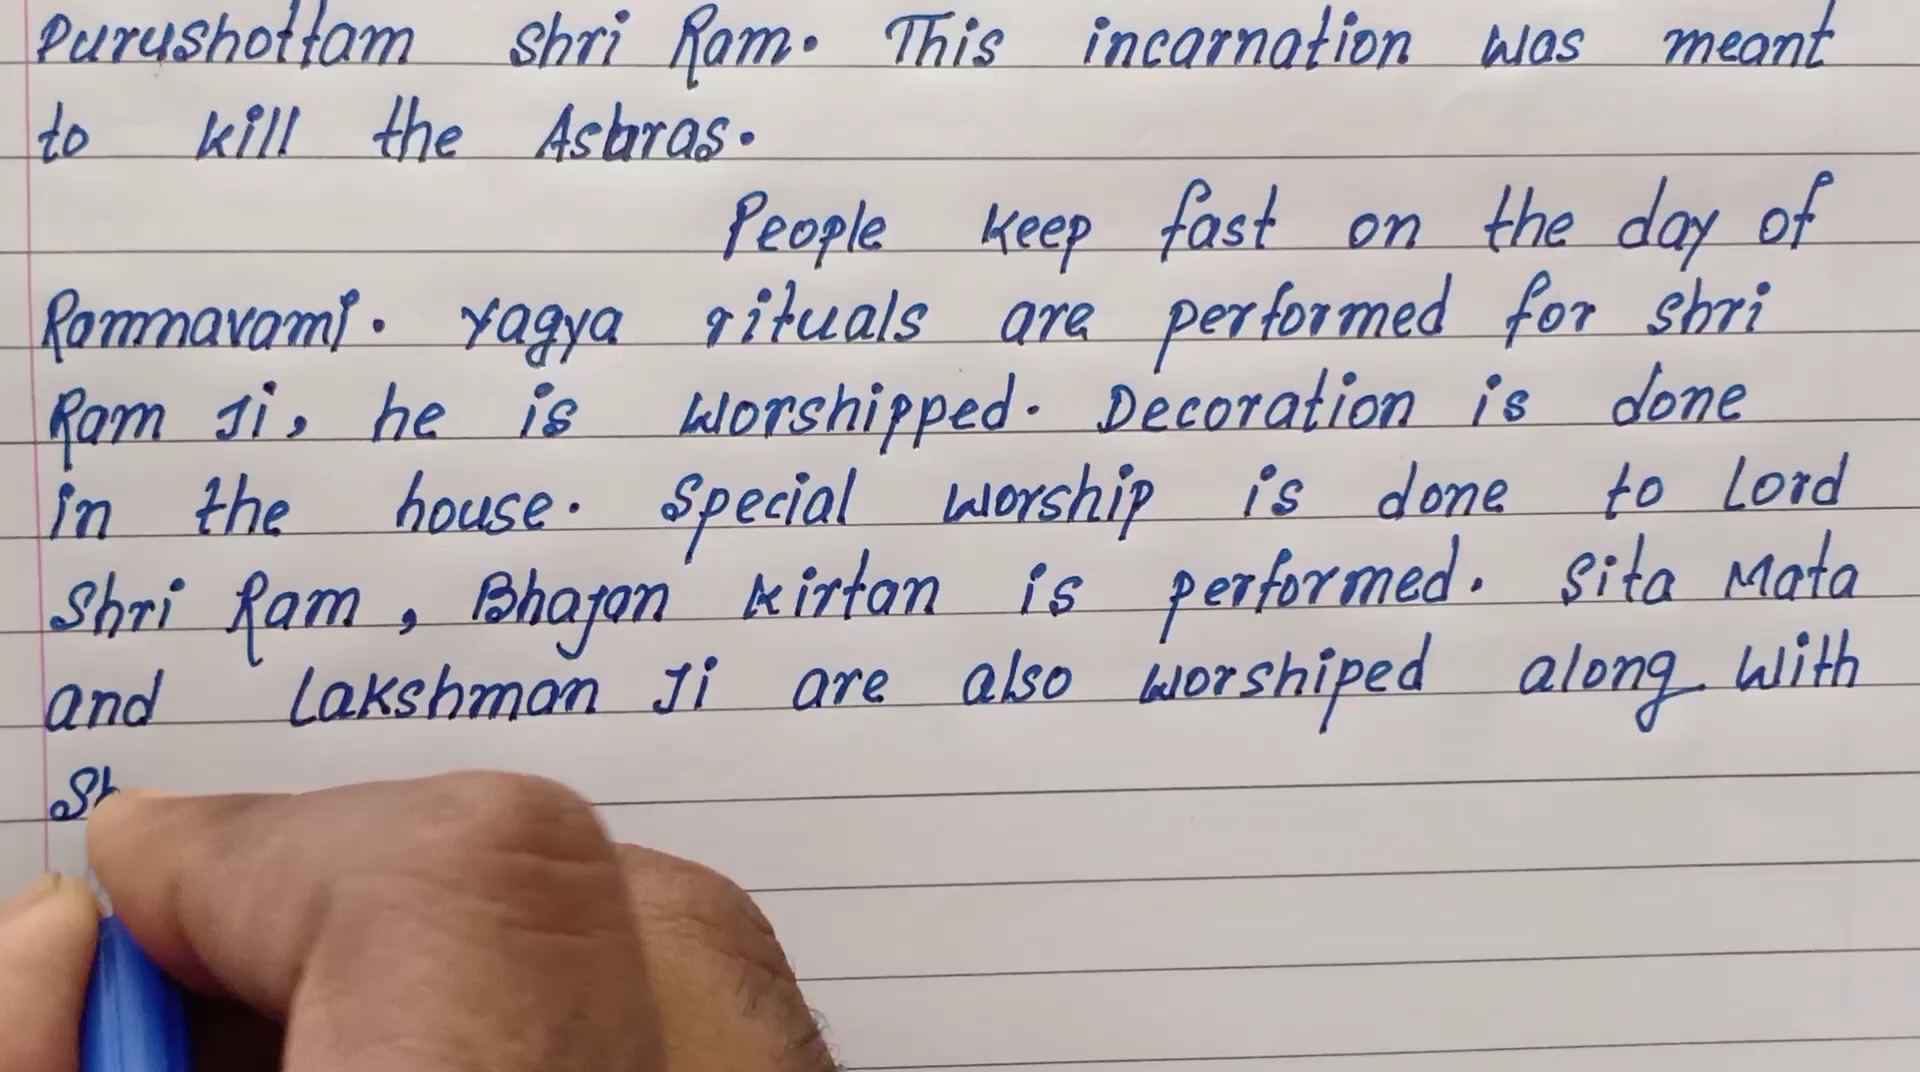 Purushottam Shri Ram. This incarnation was meant
to kill the Asuras.
People keep fast on the day of
Ramnavami. Yagya rituals are performed for Shri
Ram Ji, he is worshipped. Decoration is done
in the house. Special worship is done to Lord
Shri Ram, Bhajan kirtan is performed. Sita Mata
and Lakshman Ji are also worshiped along with
Sh